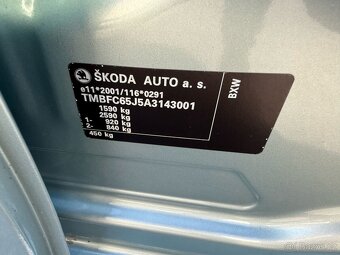 ŠKODA AUTO a. s.
e11*2001/116*0291
TMBFC65J5A3143001
1590 kg
2590 kg
1- 920 kg
2- 840 kg
450 kg
BXW